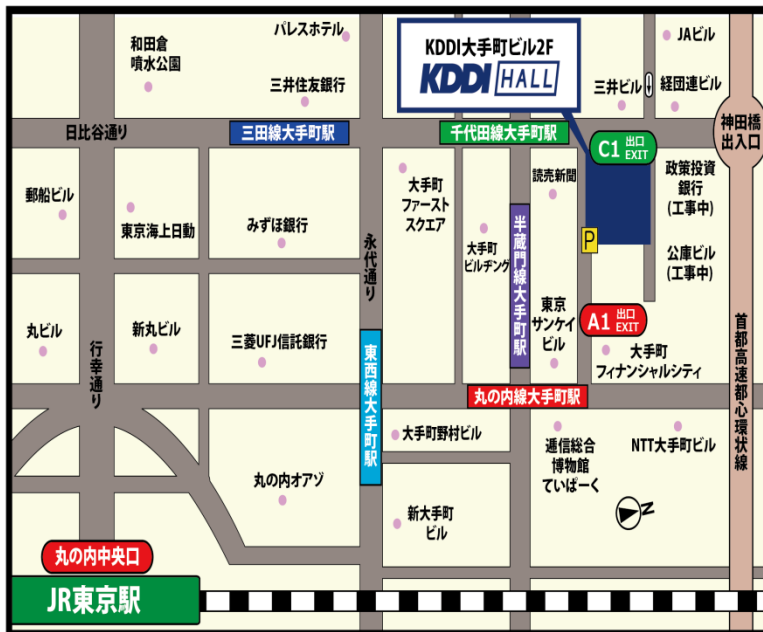 パレスホテル
和田倉
噴水公園
三井住友銀行
KDDI大手町ビル2F
KDDI HALL
JAビル
三井ビル
経団連ビル
日比谷通り
三田線大手町駅
千代田線大手町駅
C1 出口
EXIT
神田橋
出入口
郵船ビル
東京海上日動
みずほ銀行
永代通り
大手町
ファースト
スクエア
大手町
ビルヂング
半蔵門線大手町駅
読売新聞
P
政策投資
銀行
(工事中)
公庫ビル
(工事中)
丸ビル
行幸通り
新丸ビル
三菱UFJ信託銀行
東西線大手町駅
東京
サンケイ
ビル
A1 出口
EXIT
大手町
フィナンシャルシティ
首都高速都心環状線
丸の内線大手町駅
丸の内オアゾ
大手町野村ビル
新大手町
ビル
逓信総合
博物館
ていぱーく
NTT大手町ビル
N
丸の内中央口
JR東京駅